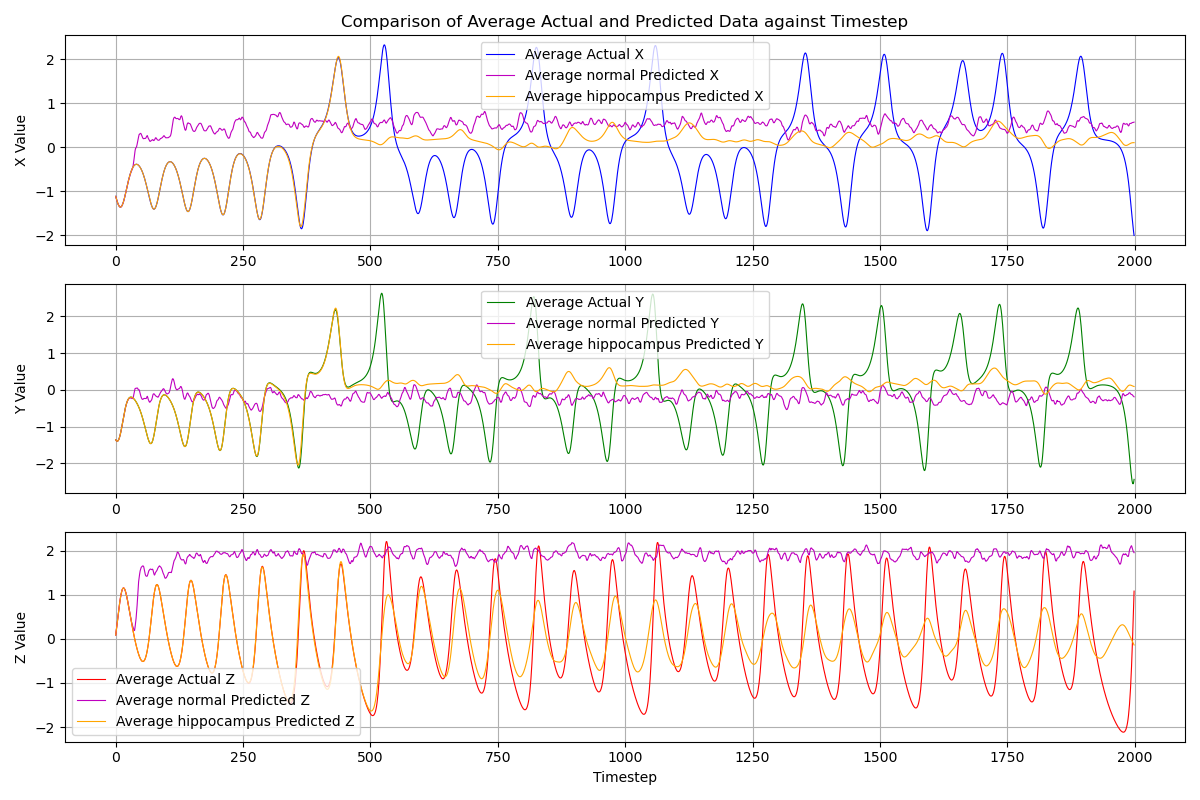 Comparison of Average Actual and Predicted Data against Timestep
X Value
2
1
0
−1
−2
Average Actual X
Average normal Predicted X
Average hippocampus Predicted X
0 250 500 750 1000 1250 1500 1750 2000
Y Value
2
1
0
−1
−2
Average Actual Y
Average normal Predicted Y
Average hippocampus Predicted Y
0 250 500 750 1000 1250 1500 1750 2000
Z Value
2
1
0
−1
−2
Average Actual Z
Average normal Predicted Z
Average hippocampus Predicted Z
0 250 500 750 1000 1250 1500 1750 2000
Timestep